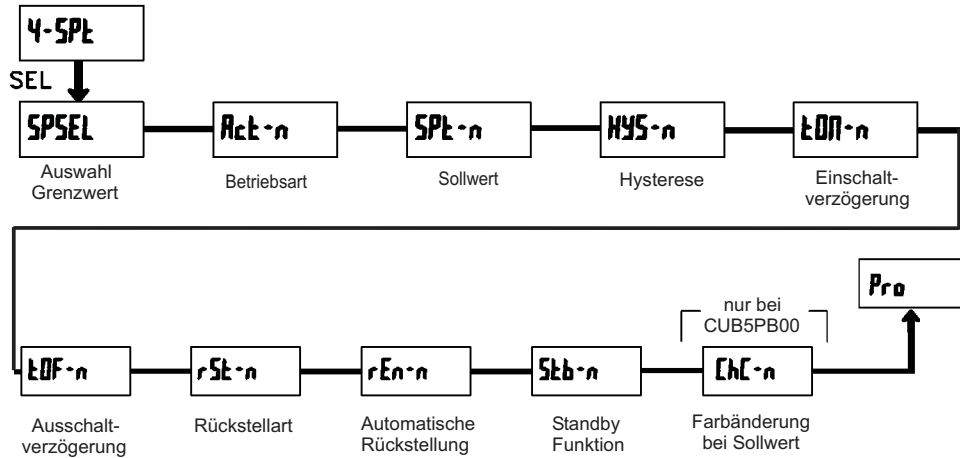 4-SPt
SEL
SPSEL
Act-n
SPt-n
HYS-n
tON-n
Auswahl
Grenzwert
Betriebsart
Sollwert
Hysterese
Einschalt-
verzögerung
Pro
nur bei
CUB5PB00
tOF-n
rSt-n
rEn-n
Stb-n
ChC-n
Ausschalt-
verzögerung
Rückstellart
Automatische
Rückstellung
Standby
Funktion
Farbänderung
bei Sollwert